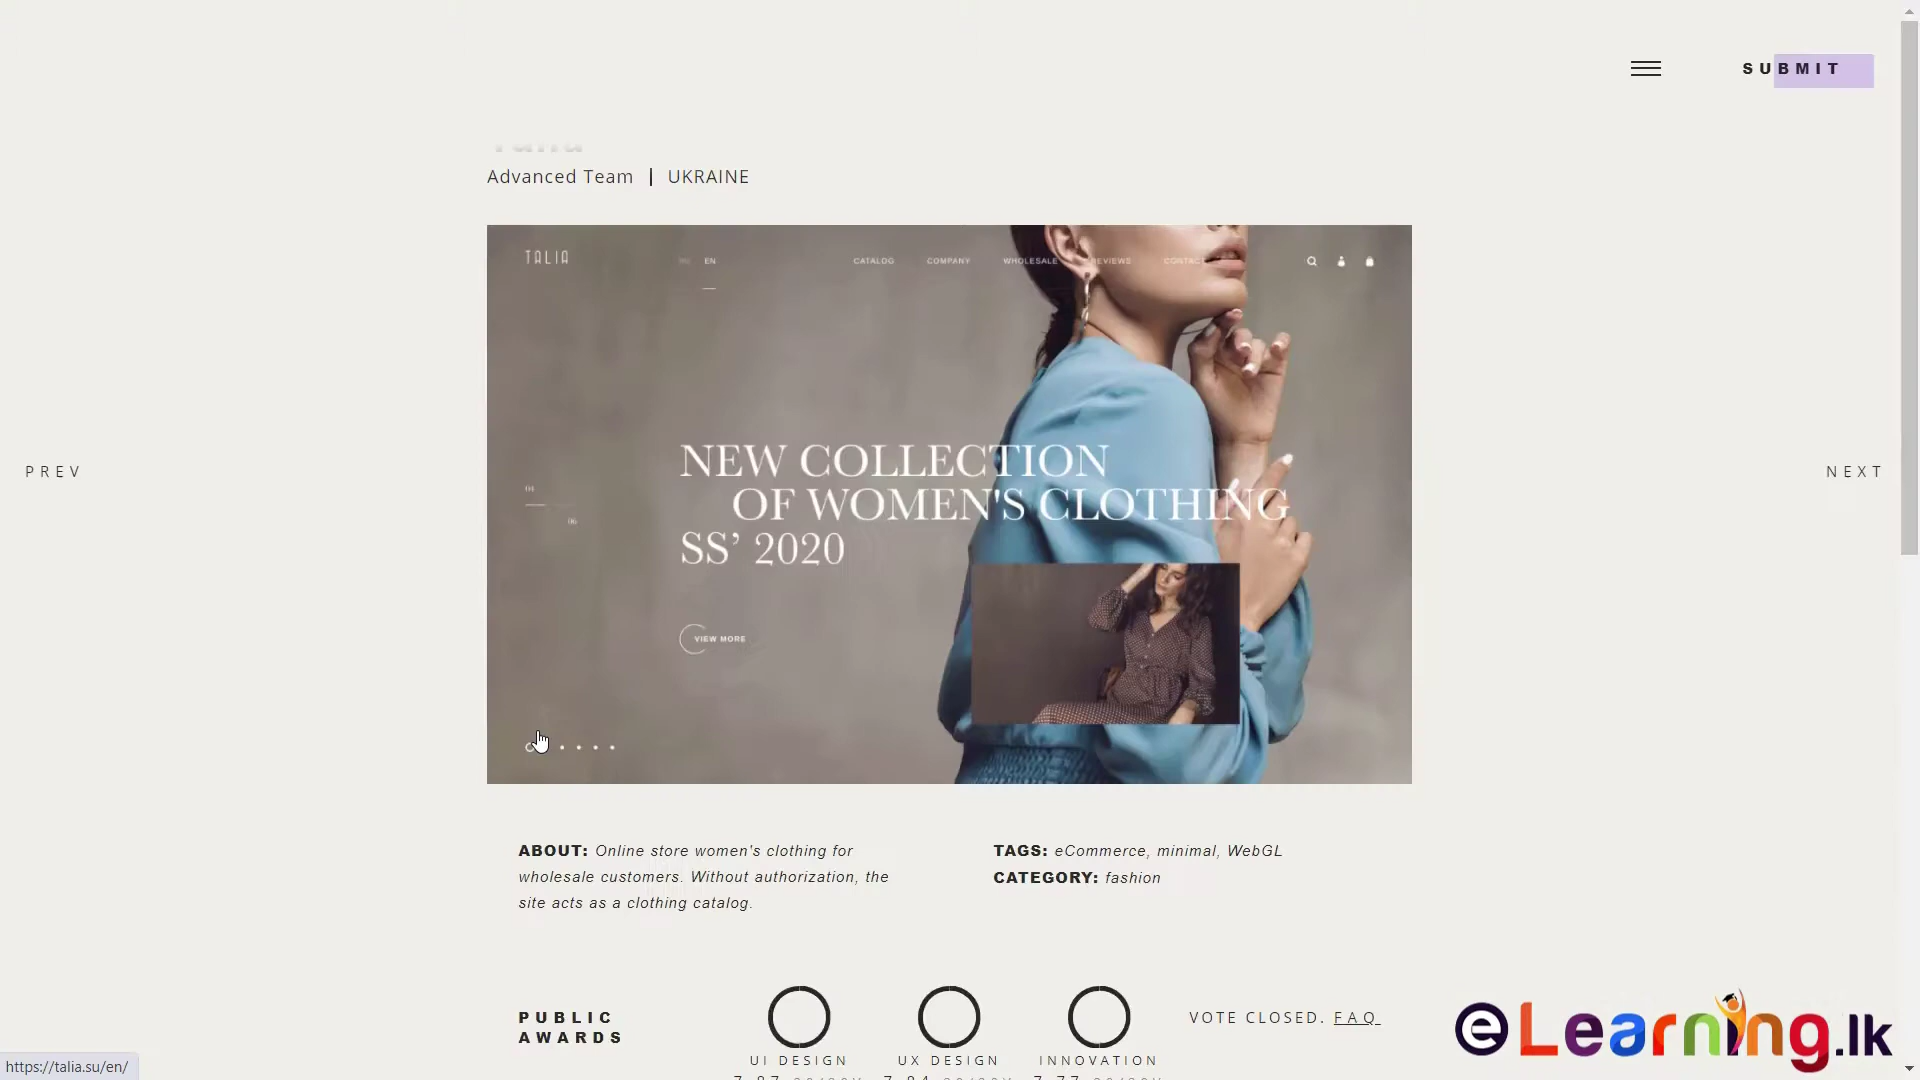 SUBMIT
Advanced Team | UKRAINE
TALIA
EN
CATALOG
COMPANY
WHOLESALE
REVIEWS
NEW COLLECTION
OF WOMEN'S CLOTHING
SS’ 2020
PREV
NEXT
VIEW MORE
ABOUT: Online store women's clothing for
wholesale customers. Without authorization, the
site acts as a clothing catalog.
TAGS: eCommerce, minimal, WebGL
CATEGORY: fashion
PUBLIC
AWARDS
VOTE CLOSED. FAQ
UI DESIGN
UX DESIGN
INNOVATION
eLearning.lk
https://talia.su/en/